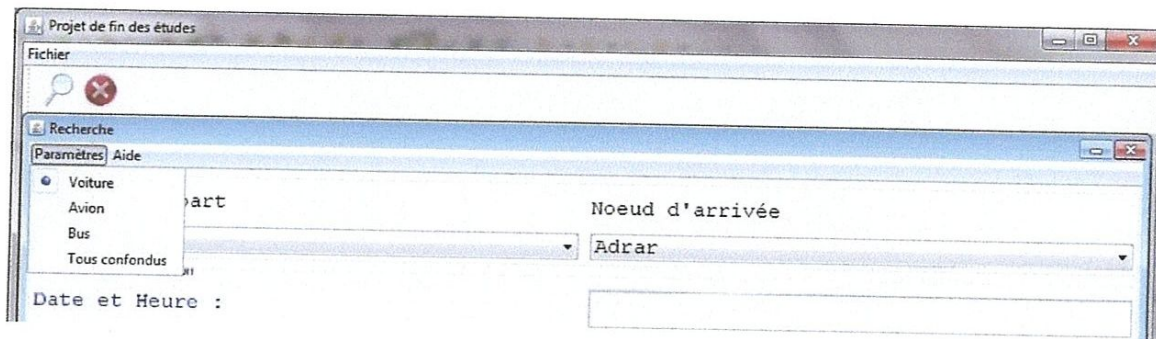 Projet de fin des études
Fichier
Recherche
Paramètres Aide
Voiture
Avion
Bus
Tous confondus
Noeud d'arrivée
Adrar
Date et Heure :